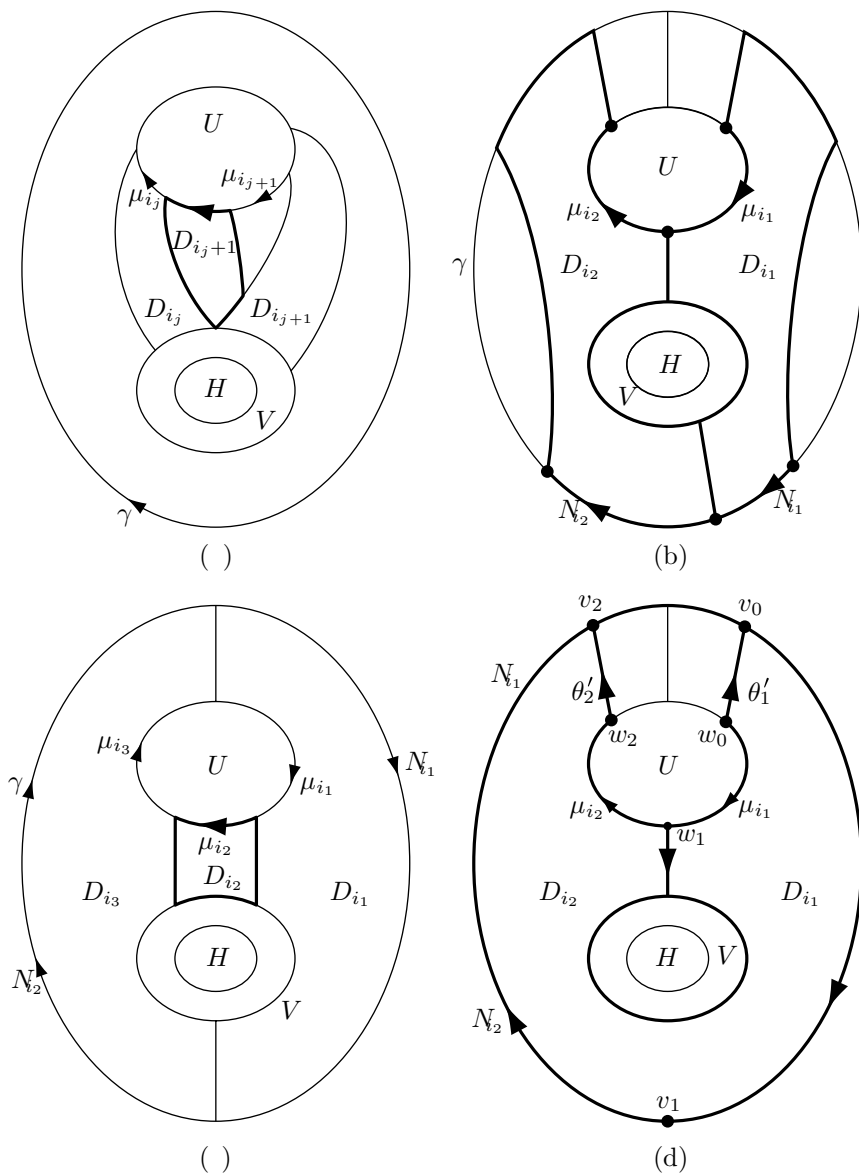 U
μ_{i_j} μ_{i_{j+1}}
D_{i_j+1}
D_{i_j} D_{i_{j+1}}
H
V
γ
( )
U
μ_{i_2} μ_{i_1}
γ D_{i_2} D_{i_1}
H
V
N_{i_2} N_{i_1}
(b)
μ_{i_3} U N_{i_1}
γ μ_{i_1}
μ_{i_2}
D_{i_3} D_{i_2} D_{i_1}
H
N_{i_2} V
( )
v_2 v_0
N_{i_1} θ'_2 θ'_1
w_2 w_0
U
μ_{i_2} μ_{i_1}
w_1
D_{i_2} D_{i_1}
H V
N_{i_2}
v_1
(d)